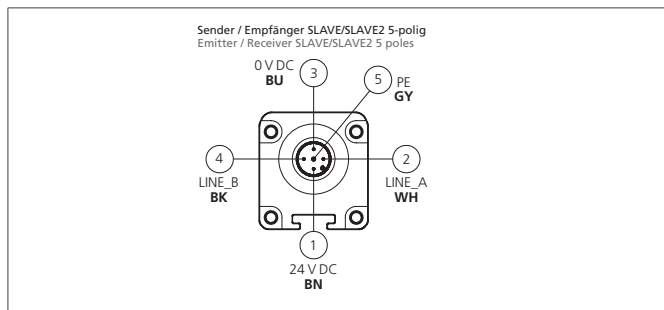 Sender / Empfänger SLAVE/SLAVE2 5-polig
Emitter / Receiver SLAVE/SLAVE2 5 poles
0 V DC
BU
3
5
PE
GY
4
LINE_B
BK
2
LINE_A
WH
1
24 V DC
BN